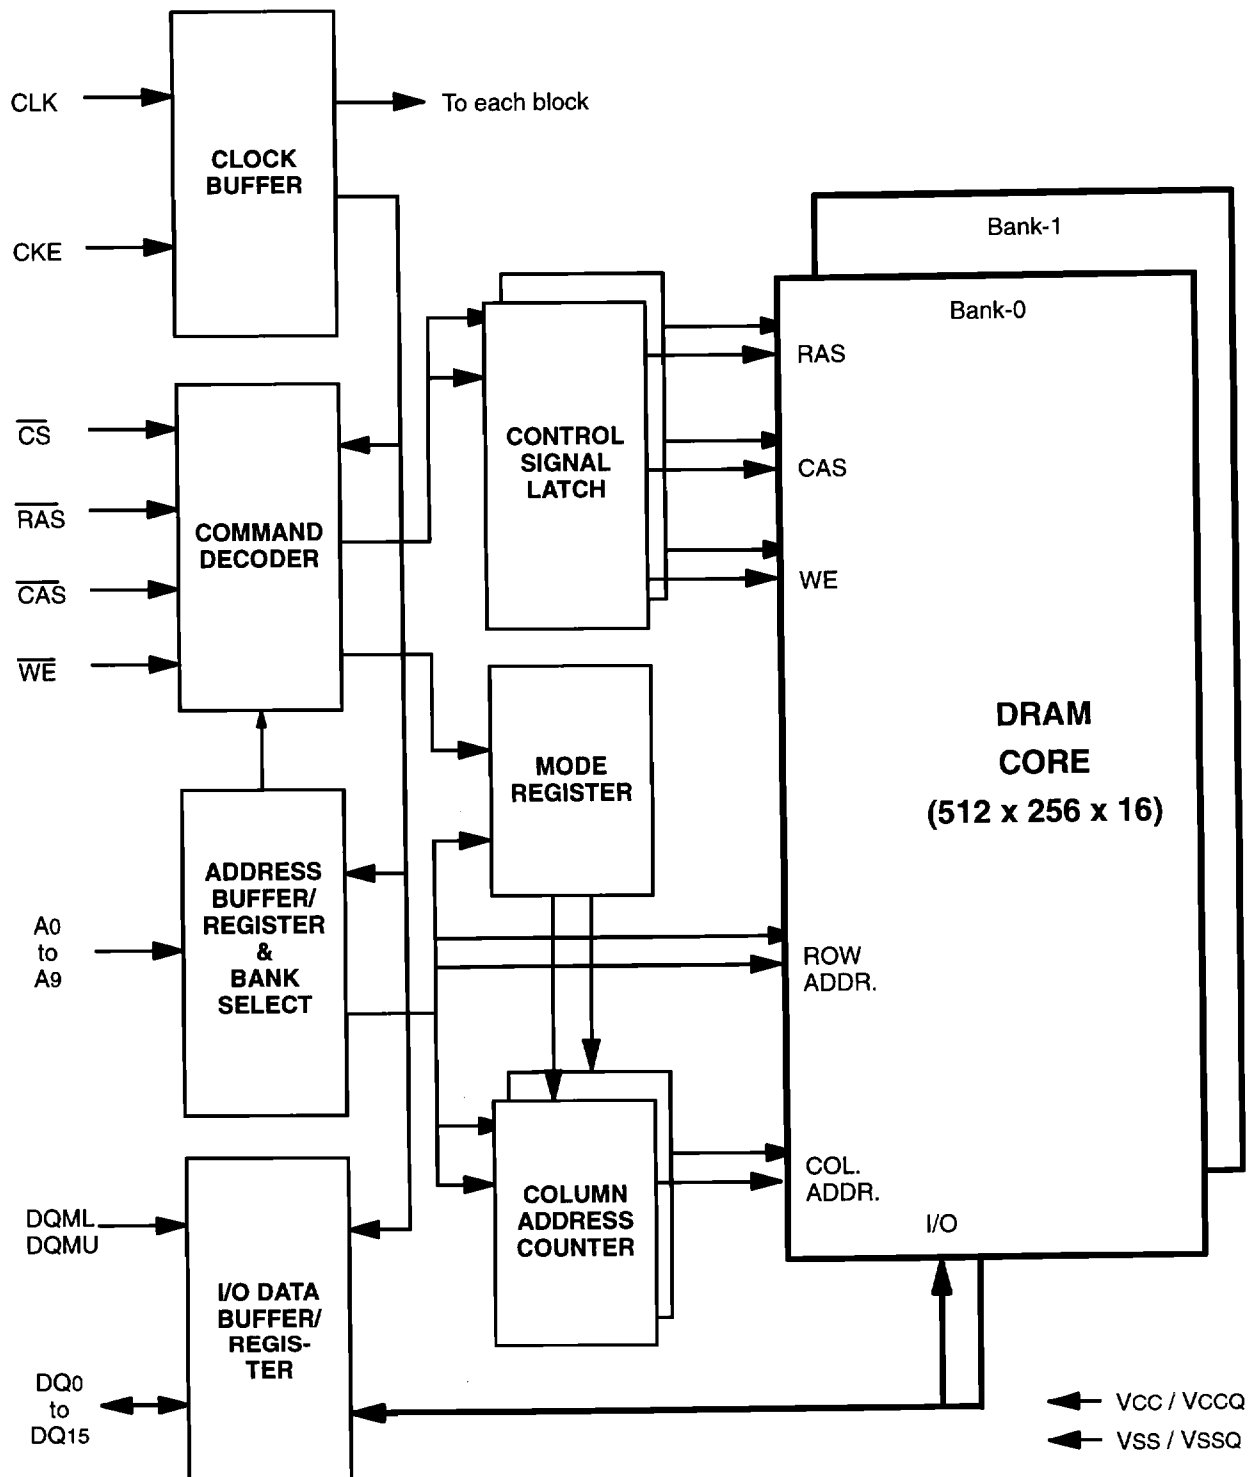 CLK
To each block
CLOCK
BUFFER
CKE
Bank-1
Bank-0
RAS
CS
RAS
CAS
WE
COMMAND
DECODER
CONTROL
SIGNAL
LATCH
CAS
WE
DRAM
CORE
(512 x 256 x 16)
MODE
REGISTER
A0
to
A9
ADDRESS
BUFFER/
REGISTER
&
BANK
SELECT
ROW
ADDR.
COL.
ADDR.
I/O
COLUMN
ADDRESS
COUNTER
DQML
DQMU
I/O DATA
BUFFER/
REGIS-
TER
DQ0
to
DQ15
VCC / VCCQ
VSS / VSSQ